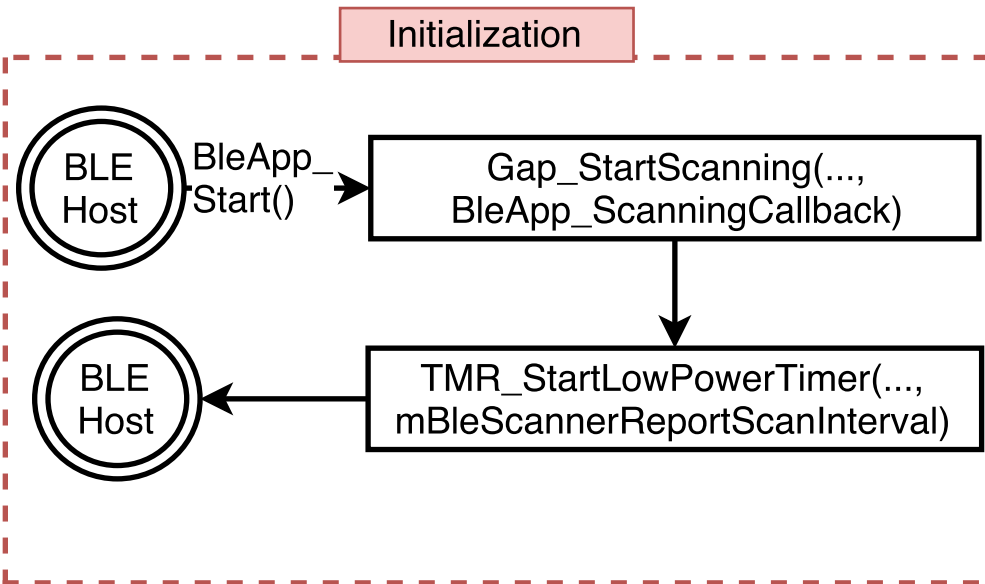 Initialization
BLE
Host
BleApp_
Start()
Gap_StartScanning(...,
BleApp_ScanningCallback)
BLE
Host
TMR_StartLowPowerTimer(...,
mBleScannerReportScanInterval)